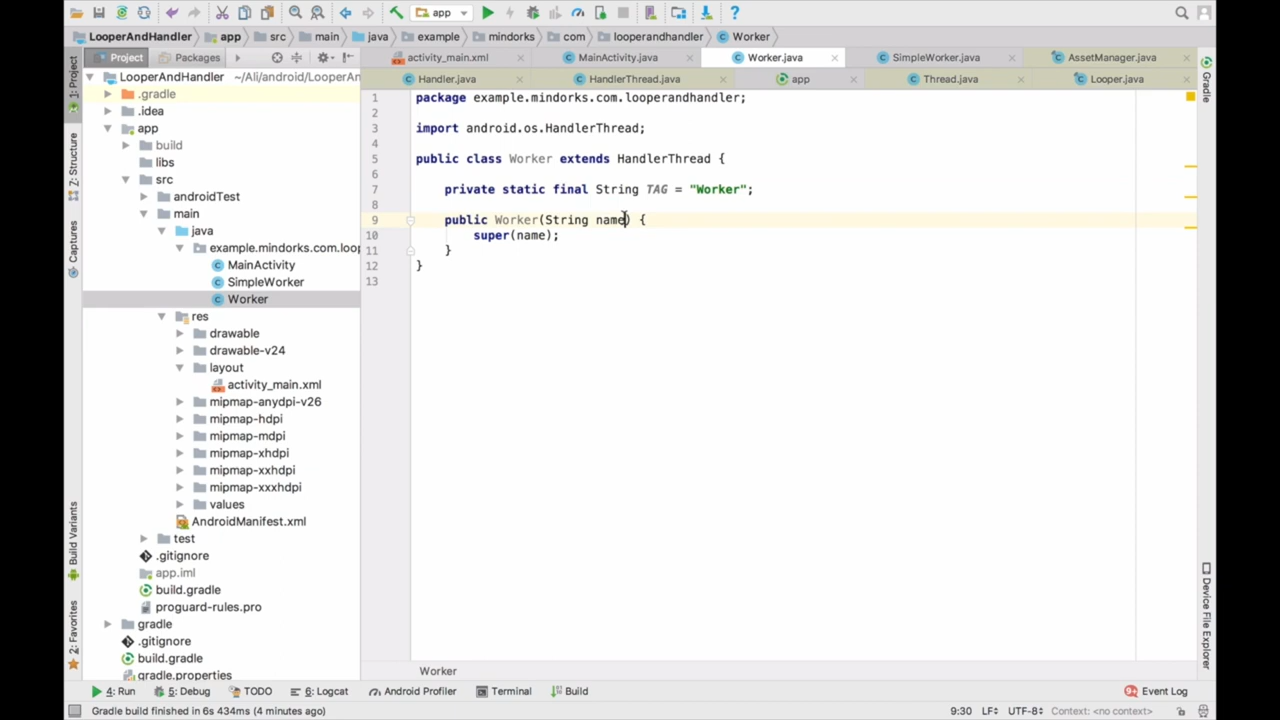 app
LooperAndHandler app src main java example mindorks com looperandhandler Worker
Project Packages
activity_main.xml MainActivity.java Worker.java SimpleWorker.java AssetManager.java
Handler.java HandlerThread.java app Thread.java Looper.java
1: Project
Z: Structure
Captures
Build Variants
2: Favorites
LooperAndHandler ~/Ali/android/LooperAn
.gradle
.idea
app
build
libs
src
androidTest
main
java
example.mindorks.com.loo
MainActivity
SimpleWorker
Worker
res
drawable
drawable-v24
layout
activity_main.xml
mipmap-anydpi-v26
mipmap-hdpi
mipmap-mdpi
mipmap-xhdpi
mipmap-xxhdpi
mipmap-xxxhdpi
values
AndroidManifest.xml
test
.gitignore
app.iml
build.gradle
proguard-rules.pro
gradle
.gitignore
build.gradle
gradle.properties
1 package example.mindorks.com.looperandhandler;
2
3 import android.os.HandlerThread;
4
5 public class Worker extends HandlerThread {
6
7 private static final String TAG = "Worker";
8
9 public Worker(String name) {
10 super(name);
11 }
12 }
13
Gradle
Device File Explorer
Worker
4: Run 5: Debug TODO 6: Logcat Android Profiler Terminal Build Event Log
Gradle build finished in 6s 434ms (4 minutes ago) 9:30 LF UTF-8 Context: <no context>